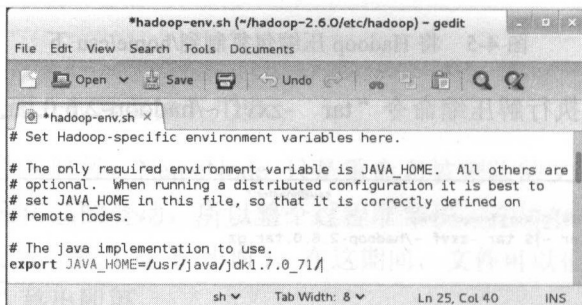 *hadoop-env.sh (~/hadoop-2.6.0/etc/hadoop) – gedit
File Edit View Search Tools Documents
Open Save Undo
*hadoop-env.sh ×
# Set Hadoop-specific environment variables here.
# The only required environment variable is JAVA_HOME. All others are
# optional. When running a distributed configuration it is best to
# set JAVA_HOME in this file, so that it is correctly defined on
# remote nodes.
# The java implementation to use.
export JAVA_HOME=/usr/java/jdk1.7.0_71/
sh Tab Width: 8 Ln 25, Col 40 INS